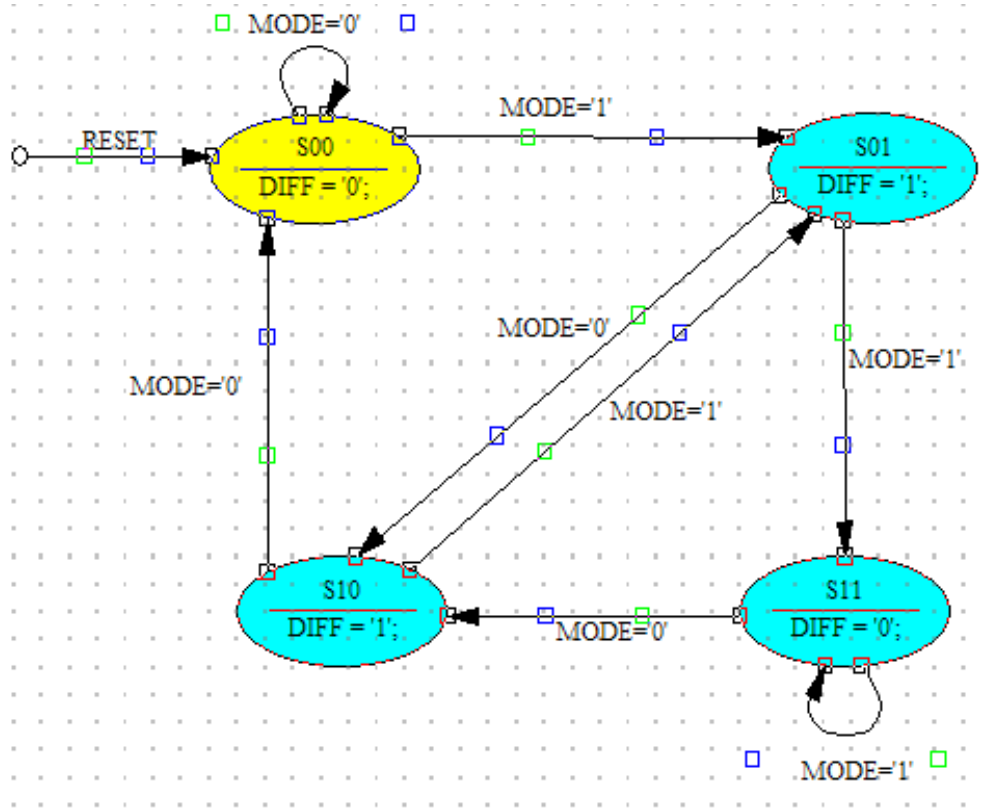 MODE='0'
MODE='1'
RESET
S00
DIFF = '0';
S01
DIFF = '1';
MODE='0'
MODE='1'
MODE='0'
MODE='1'
S10
DIFF = '1';
S11
DIFF = '0';
MODE='0'
MODE='1'